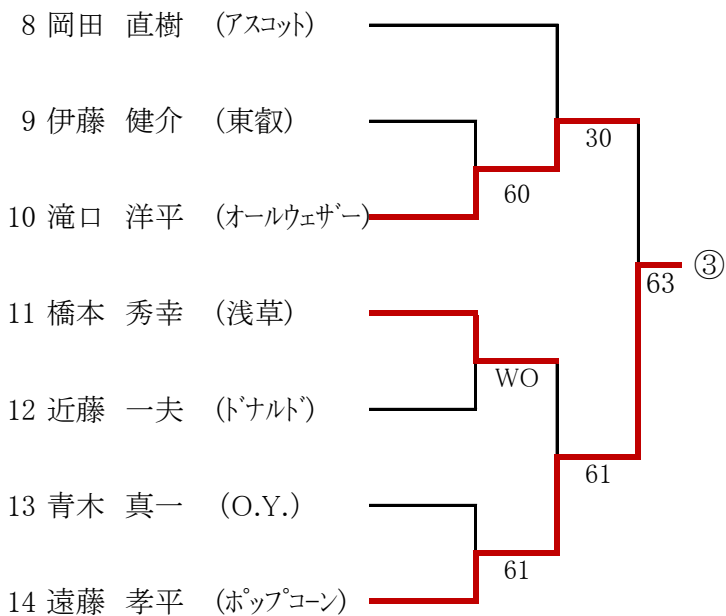 8 岡田 直樹 (アスコット)
30
9 伊藤 健介 (東叡)
60
10 滝口 洋平 (オールウェザー)
③
63
11 橋本 秀幸 (浅草)
WO
12 近藤 一夫 (ドナルド)
61
13 青木 真一 (O.Y.)
61
14 遠藤 孝平 (ポップコーン)